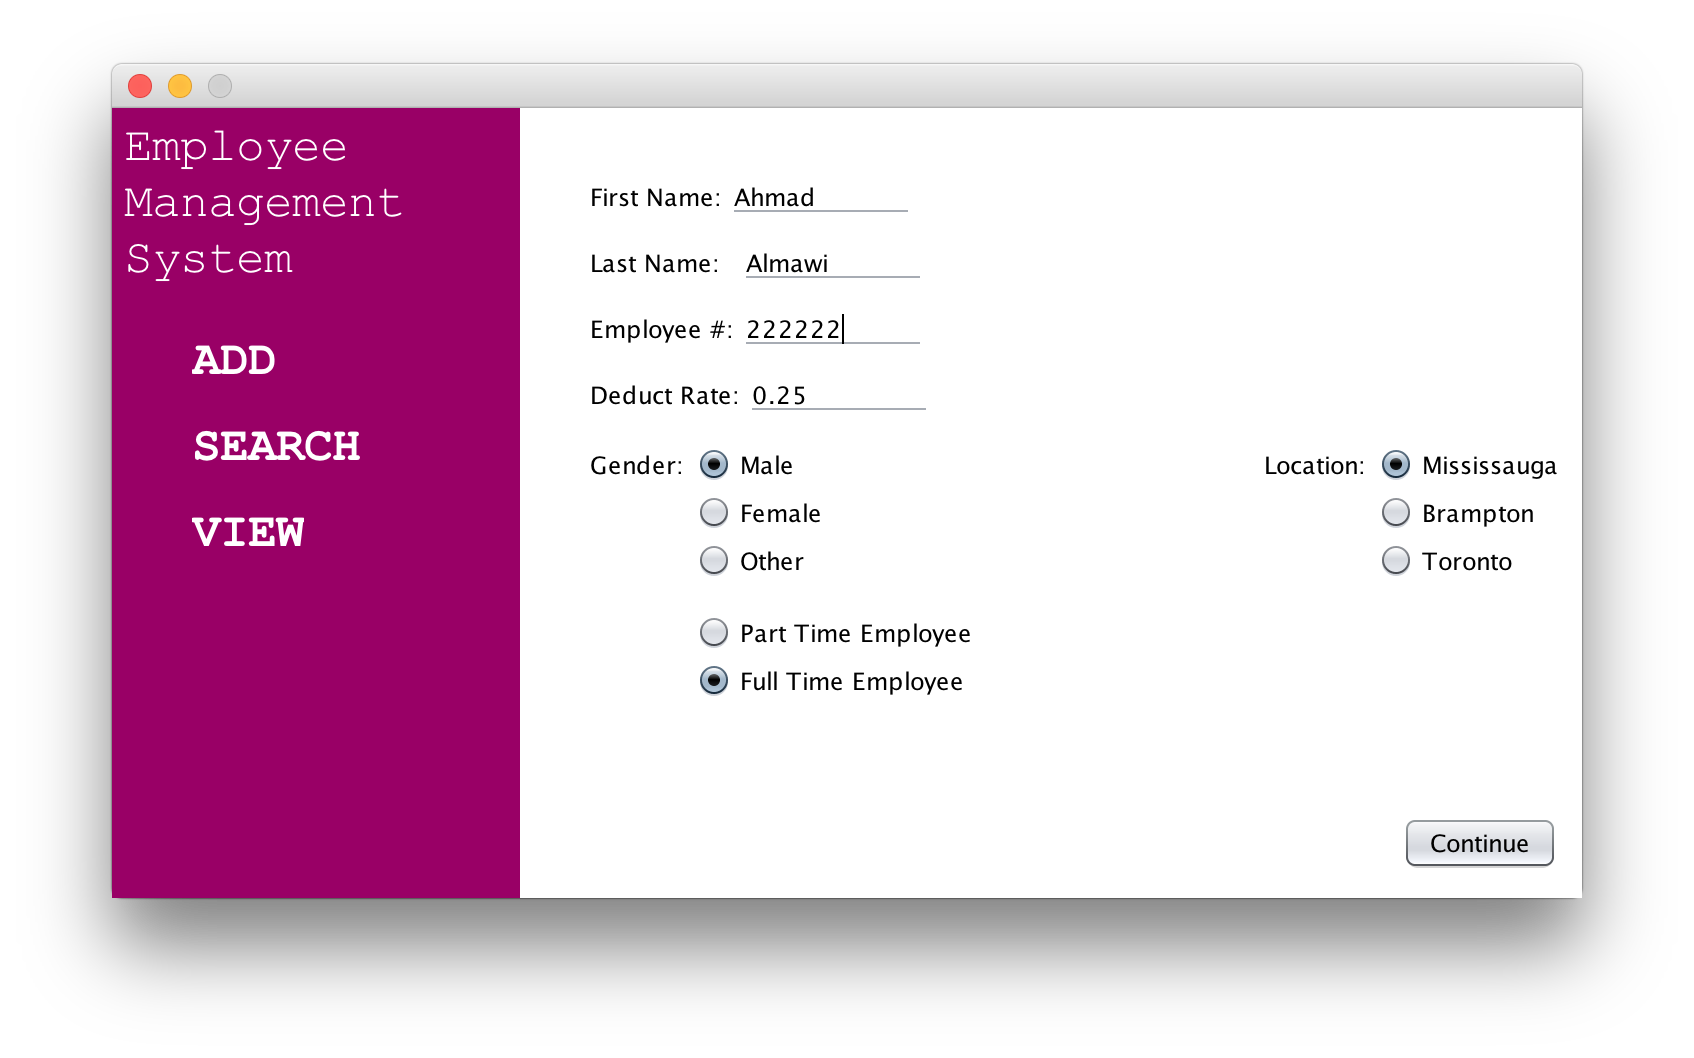 Employee
Management
System
ADD
SEARCH
VIEW
First Name: Ahmad
Last Name: Almawi
Employee #: 222222
Deduct Rate: 0.25
Gender: Male
Female
Other
Part Time Employee
Full Time Employee
Location: Mississauga
Brampton
Toronto
Continue